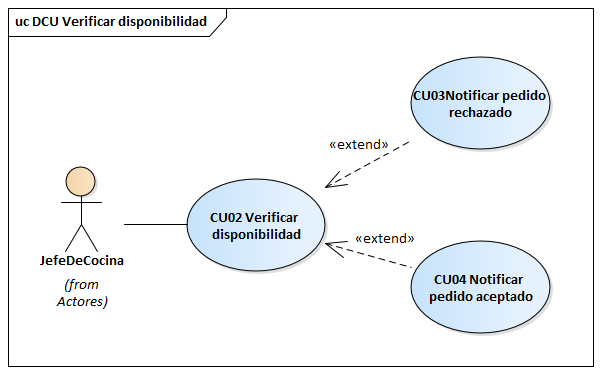 uc DCU Verificar disponibilidad
CU03Notificar pedido
rechazado
«extend»
CU02 Verificar
disponibilidad
«extend»
CU04 Notificar
pedido aceptado
JefeDeCocina
(from
Actores)